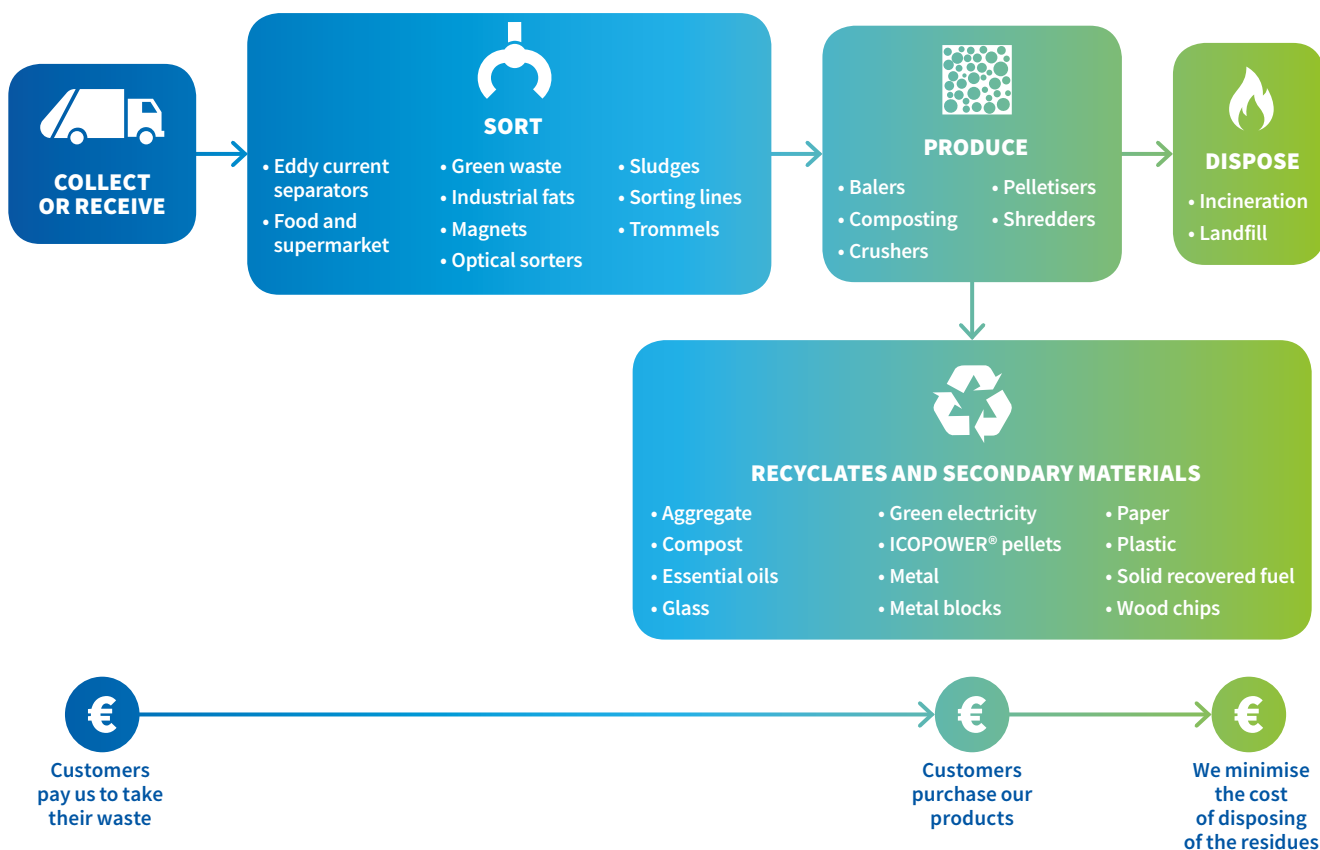 COLLECT
OR RECEIVE
SORT
• Eddy current
separators
• Food and
supermarket
• Green waste
• Industrial fats
• Magnets
• Optical sorters
• Sludges
• Sorting lines
• Trommels
PRODUCE
• Balers
• Composting
• Crushers
• Pelletisers
• Shredders
DISPOSE
• Incineration
• Landfill
RECYCLATES AND SECONDARY MATERIALS
• Aggregate
• Compost
• Essential oils
• Glass
• Green electricity
• ICOPOWER® pellets
• Metal
• Metal blocks
• Paper
• Plastic
• Solid recovered fuel
• Wood chips
€
Customers
pay us to take
their waste
€
Customers
purchase our
products
€
We minimise
the cost
of disposing
of the residues